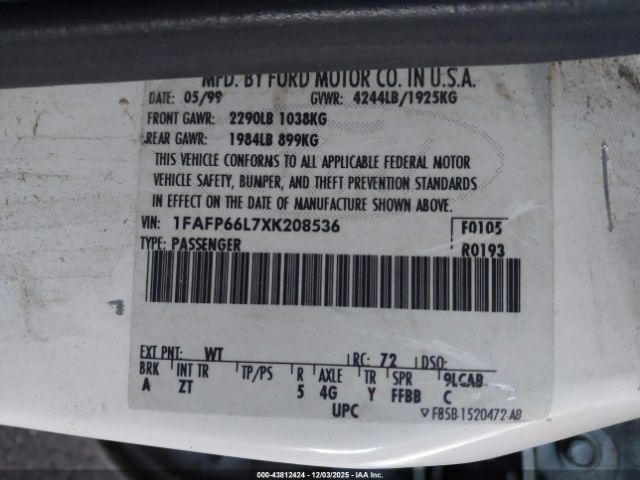 MFD. BY FORD MOTOR CO. IN U.S.A.
DATE: 05/99 GVWR: 4244LB/1925KG
FRONT GAWR: 2290LB 1038KG
REAR GAWR: 1984LB 899KG
THIS VEHICLE CONFORMS TO ALL APPLICABLE FEDERAL MOTOR
VEHICLE SAFETY, BUMPER, AND THEFT PREVENTION STANDARDS
IN EFFECT ON THE DATE OF MANUFACTURE SHOWN ABOVE.
VIN: 1FAFP66L7XK208536 F0105
TYPE: PASSENGER R0193
EXT PNT: WT RC: 72 DSO:
BRK INT TR TP/PS R AXLE TR SPR 9LCAB
A ZT 5 4G Y FFBB C
UPC ▽F85B-1520472-AB
000-43812424 - 12/03/2025 - IAA Inc.